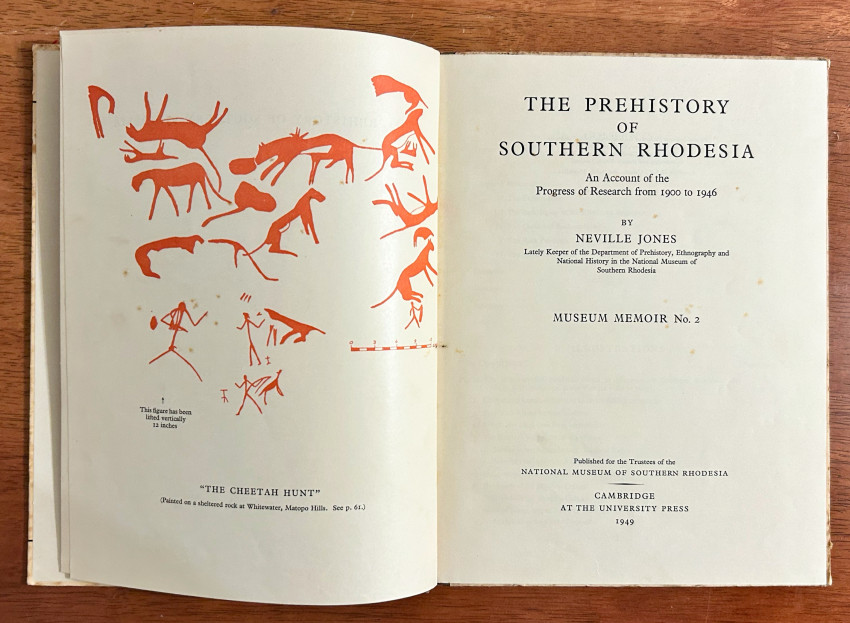 0 2 4 6
↑
This figure has been
lifted vertically
12 inches
"THE CHEETAH HUNT"
(Painted on a sheltered rock at Whitewater, Matopo Hills. See p. 61.)
THE PREHISTORY
OF
SOUTHERN RHODESIA
An Account of the
Progress of Research from 1900 to 1946
BY
NEVILLE JONES
Lately Keeper of the Department of Prehistory, Ethnography and
National History in the National Museum of
Southern Rhodesia
MUSEUM MEMOIR No. 2
Published for the Trustees of the
NATIONAL MUSEUM OF SOUTHERN RHODESIA
CAMBRIDGE
AT THE UNIVERSITY PRESS
1949